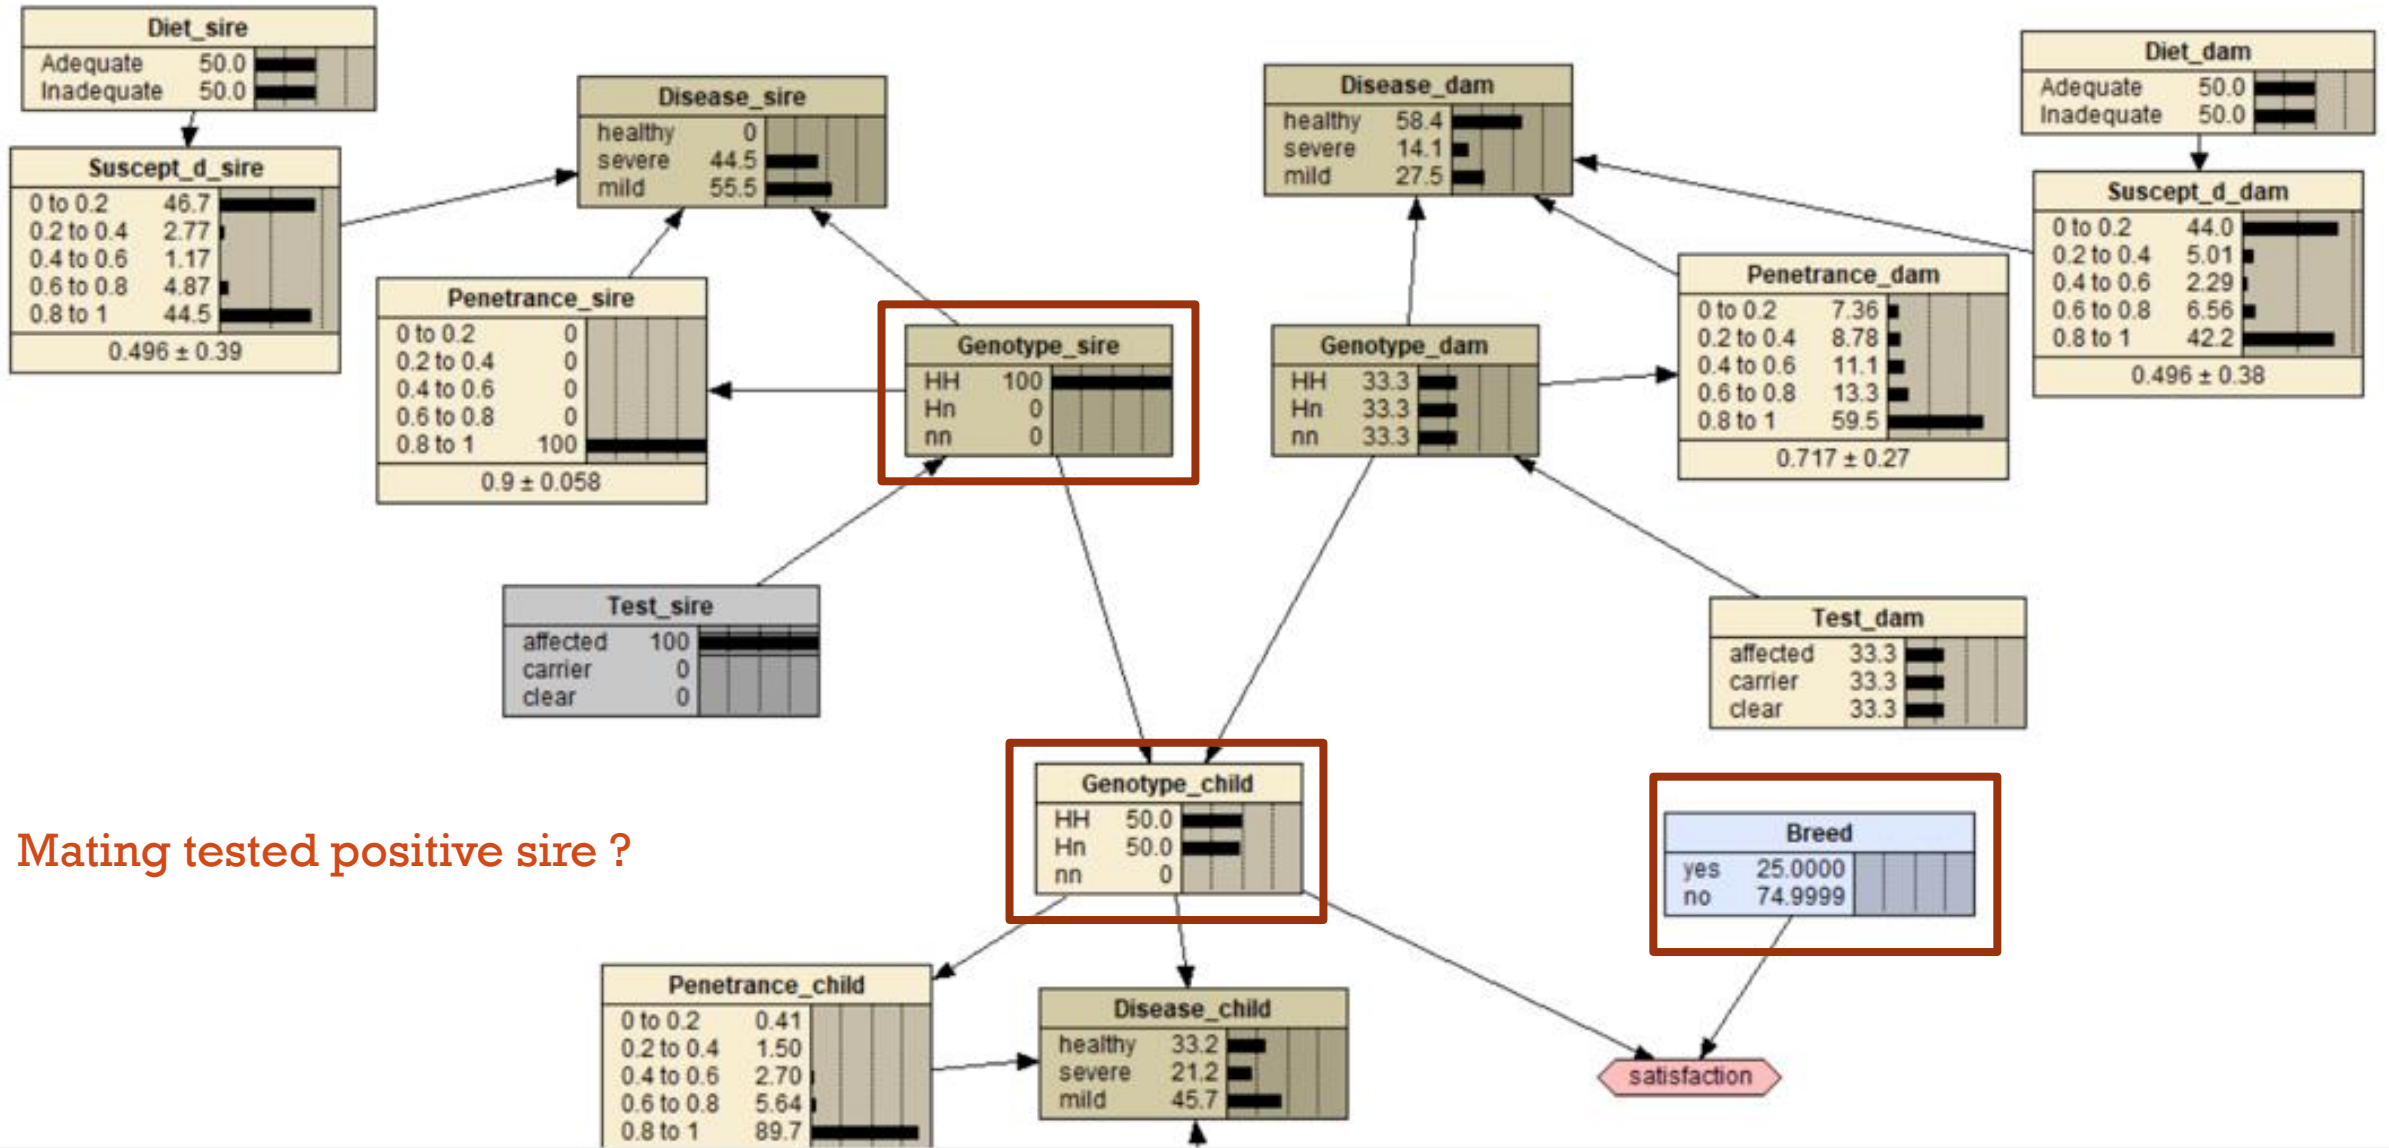 Diet_sire
Adequate 50.0
Inadequate 50.0
Suscept_d_sire
0 to 0.2 46.7
0.2 to 0.4 2.77
0.4 to 0.6 1.17
0.6 to 0.8 4.87
0.8 to 1 44.5
0.496 ± 0.39
Disease_sire
healthy 0
severe 44.5
mild 55.5
Penetrance_sire
0 to 0.2 0
0.2 to 0.4 0
0.4 to 0.6 0
0.6 to 0.8 0
0.8 to 1 100
0.9 ± 0.058
Genotype_sire
HH 100
Hn 0
nn 0
Test_sire
affected 100
carrier 0
clear 0
Disease_dam
healthy 58.4
severe 14.1
mild 27.5
Diet_dam
Adequate 50.0
Inadequate 50.0
Suscept_d_dam
0 to 0.2 44.0
0.2 to 0.4 5.01
0.4 to 0.6 2.29
0.6 to 0.8 6.56
0.8 to 1 42.2
0.496 ± 0.38
Penetrance_dam
0 to 0.2 7.36
0.2 to 0.4 8.78
0.4 to 0.6 11.1
0.6 to 0.8 13.3
0.8 to 1 59.5
0.717 ± 0.27
Genotype_dam
HH 33.3
Hn 33.3
nn 33.3
Test_dam
affected 33.3
carrier 33.3
clear 33.3
Mating tested positive sire ?
Genotype_child
HH 50.0
Hn 50.0
nn 0
Breed
yes 25.0000
no 74.9999
Penetrance_child
0 to 0.2 0.41
0.2 to 0.4 1.50
0.4 to 0.6 2.70
0.6 to 0.8 5.64
0.8 to 1 89.7
Disease_child
healthy 33.2
severe 21.2
mild 45.7
satisfaction